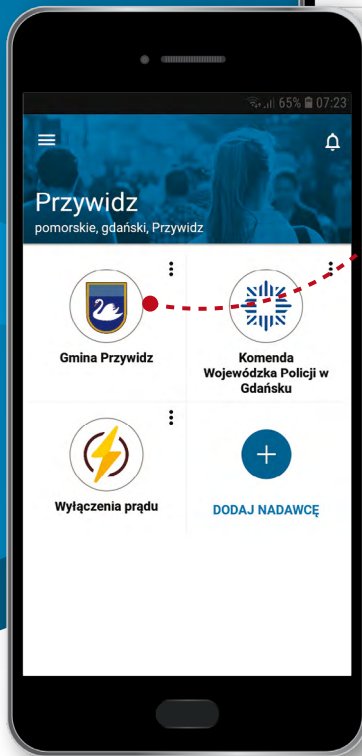 65% 07:23
Przywidz
pomorskie, gdański, Przywidz
Gmina Przywidz
Komenda
Wojewódzka Policji w
Gdańsku
Wyłączenia prądu
DODAJ NADAWCĘ